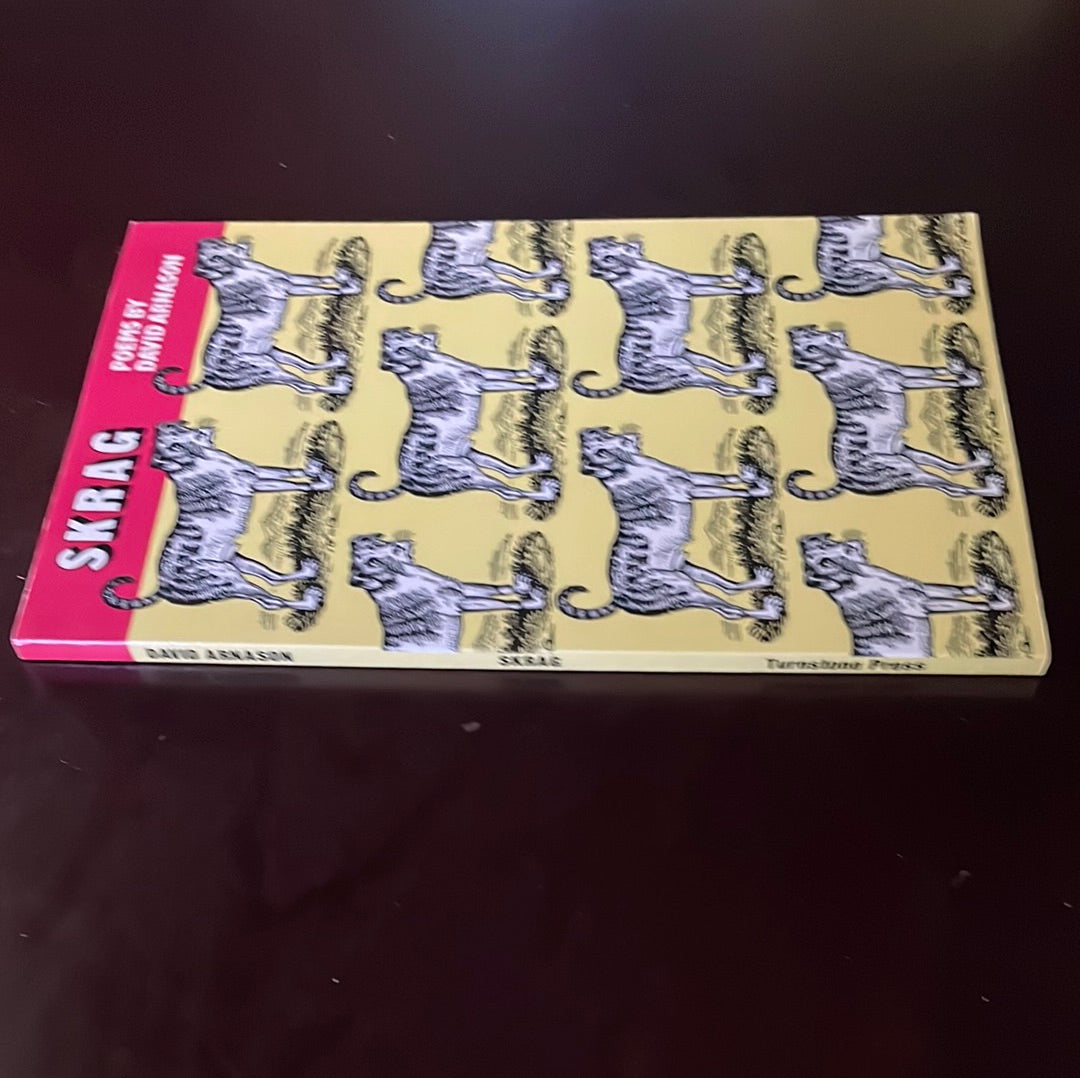 SKRAG
POEMS BY
DAVID ARNASON
DAVID ARNASON
SKRAG
Turnstone Press